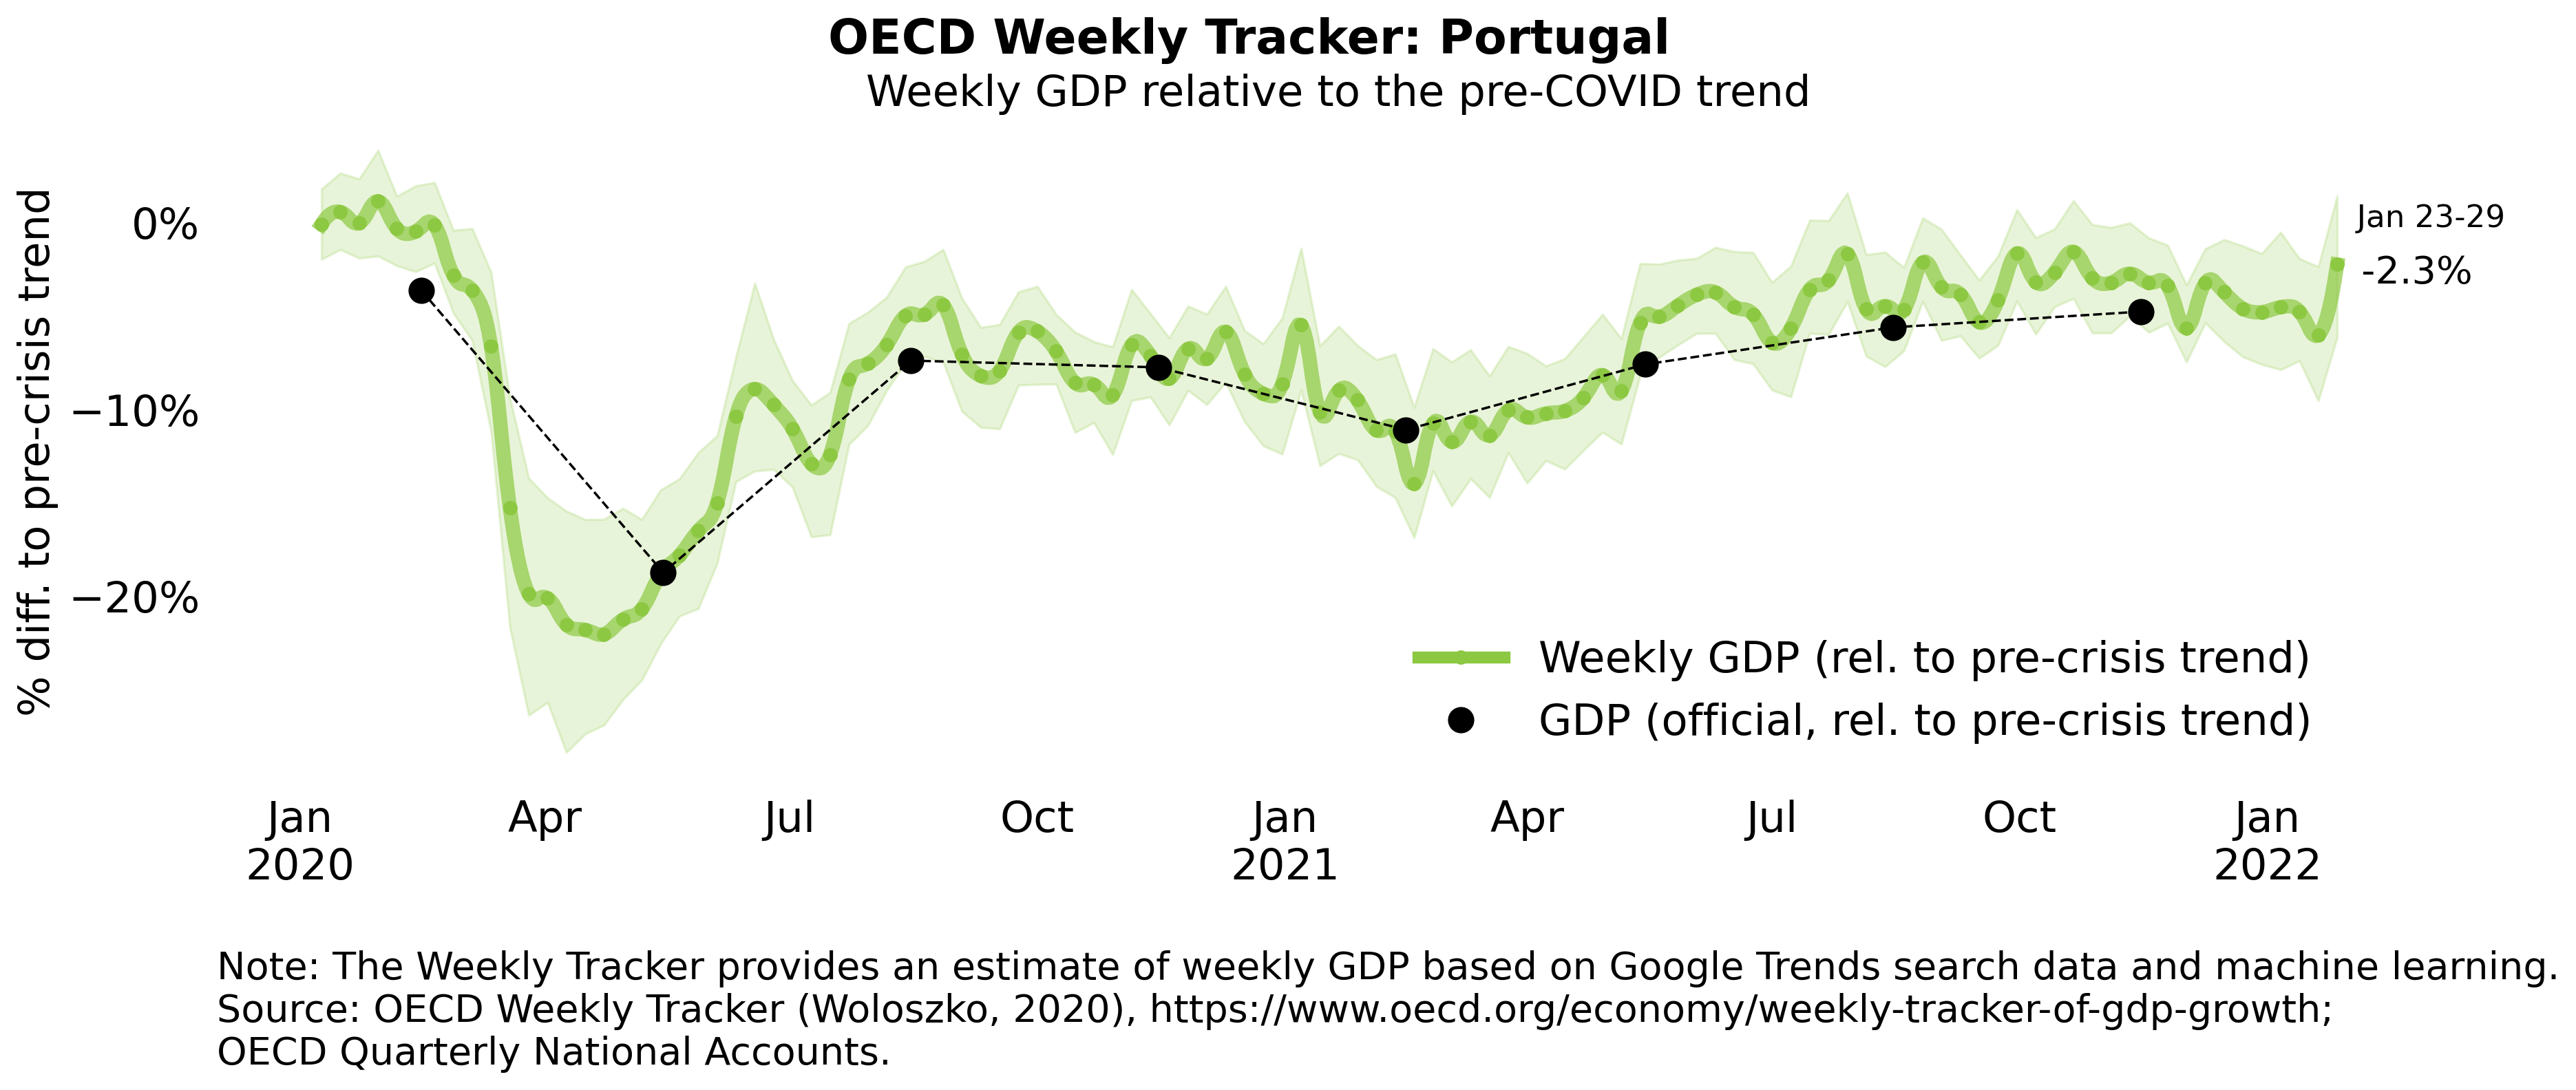 OECD Weekly Tracker: Portugal
Weekly GDP relative to the pre-COVID trend
% diff. to pre-crisis trend
0%
−10%
−20%
Jan 23-29
-2.3%
Weekly GDP (rel. to pre-crisis trend)
GDP (official, rel. to pre-crisis trend)
Jan Apr Jul Oct Jan Apr Jul Oct Jan
2020 2021 2022
Note: The Weekly Tracker provides an estimate of weekly GDP based on Google Trends search data and machine learning.
Source: OECD Weekly Tracker (Woloszko, 2020), https://www.oecd.org/economy/weekly-tracker-of-gdp-growth;
OECD Quarterly National Accounts.